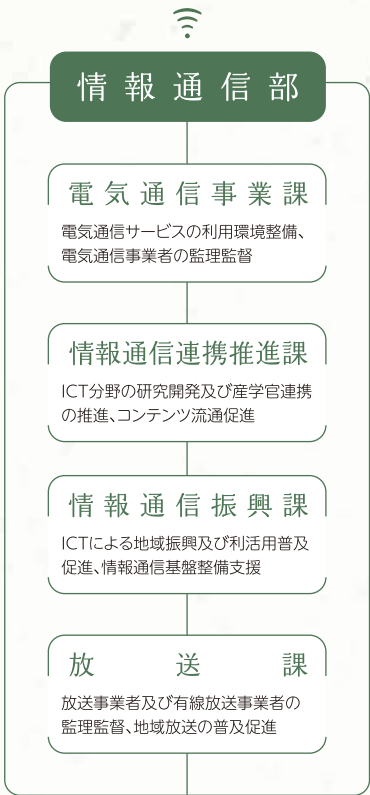 情報通信部
電気通信事業課
電気通信サービスの利用環境整備、
電気通信事業者の監理監督
情報通信連携推進課
ICT分野の研究開発及び産学官連携
の推進、コンテンツ流通促進
情報通信振興課
ICTによる地域振興及び利活用普及
促進、情報通信基盤整備支援
放送課
放送事業者及び有線放送事業者の
監理監督、地域放送の普及促進